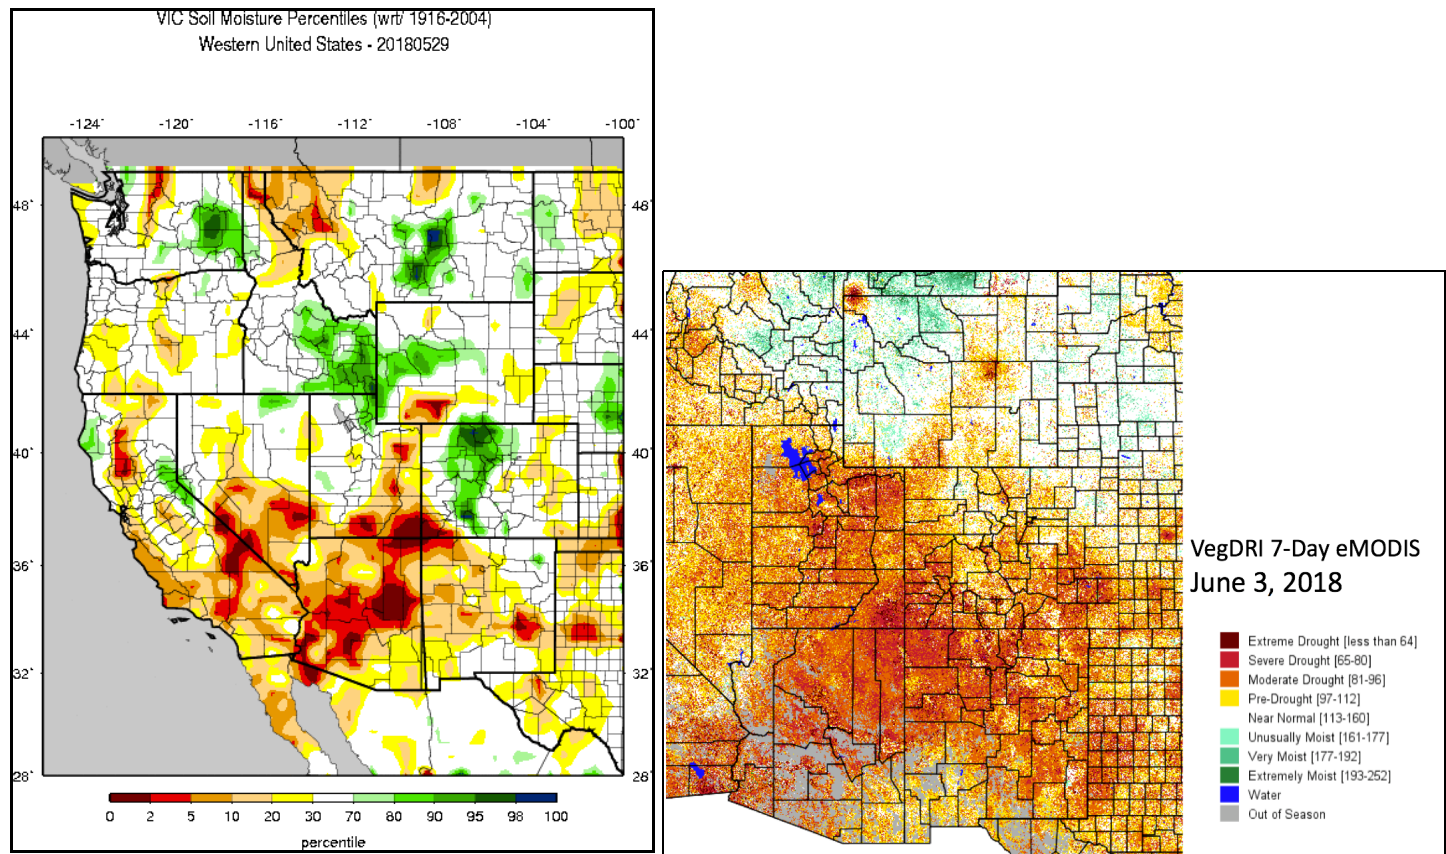 VIC Soil Moisture Percentiles (wrt/ 1916-2004)
Western United States - 20180529
-124˚ -120˚ -116˚ -112˚ -108˚ -104˚ -100˚
48˚ 48˚
44˚ 44˚
40˚ 40˚
36˚ 36˚
32˚ 32˚
28˚ 28˚
0 2 5 10 20 30 70 80 90 95 98 100
percentile
VegDRI 7-Day eMODIS
June 3, 2018
Extreme Drought [less than 64]
Severe Drought [65-80]
Moderate Drought [81-96]
Pre-Drought [97-112]
Near Normal [113-160]
Unusually Moist [161-177]
Very Moist [177-192]
Extremely Moist [193-252]
Water
Out of Season